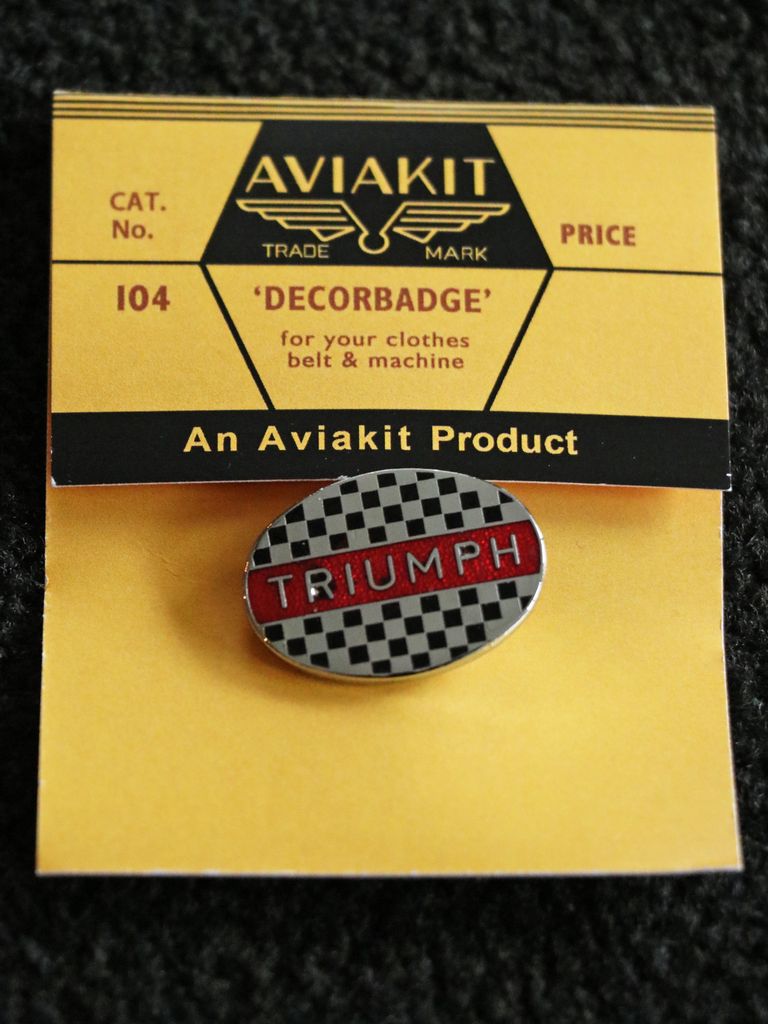 AVIAKIT
TRADE MARK
CAT.
No.
PRICE
104
'DECORBADGE'
for your clothes
belt & machine
An Aviakit Product
TRIUMPH